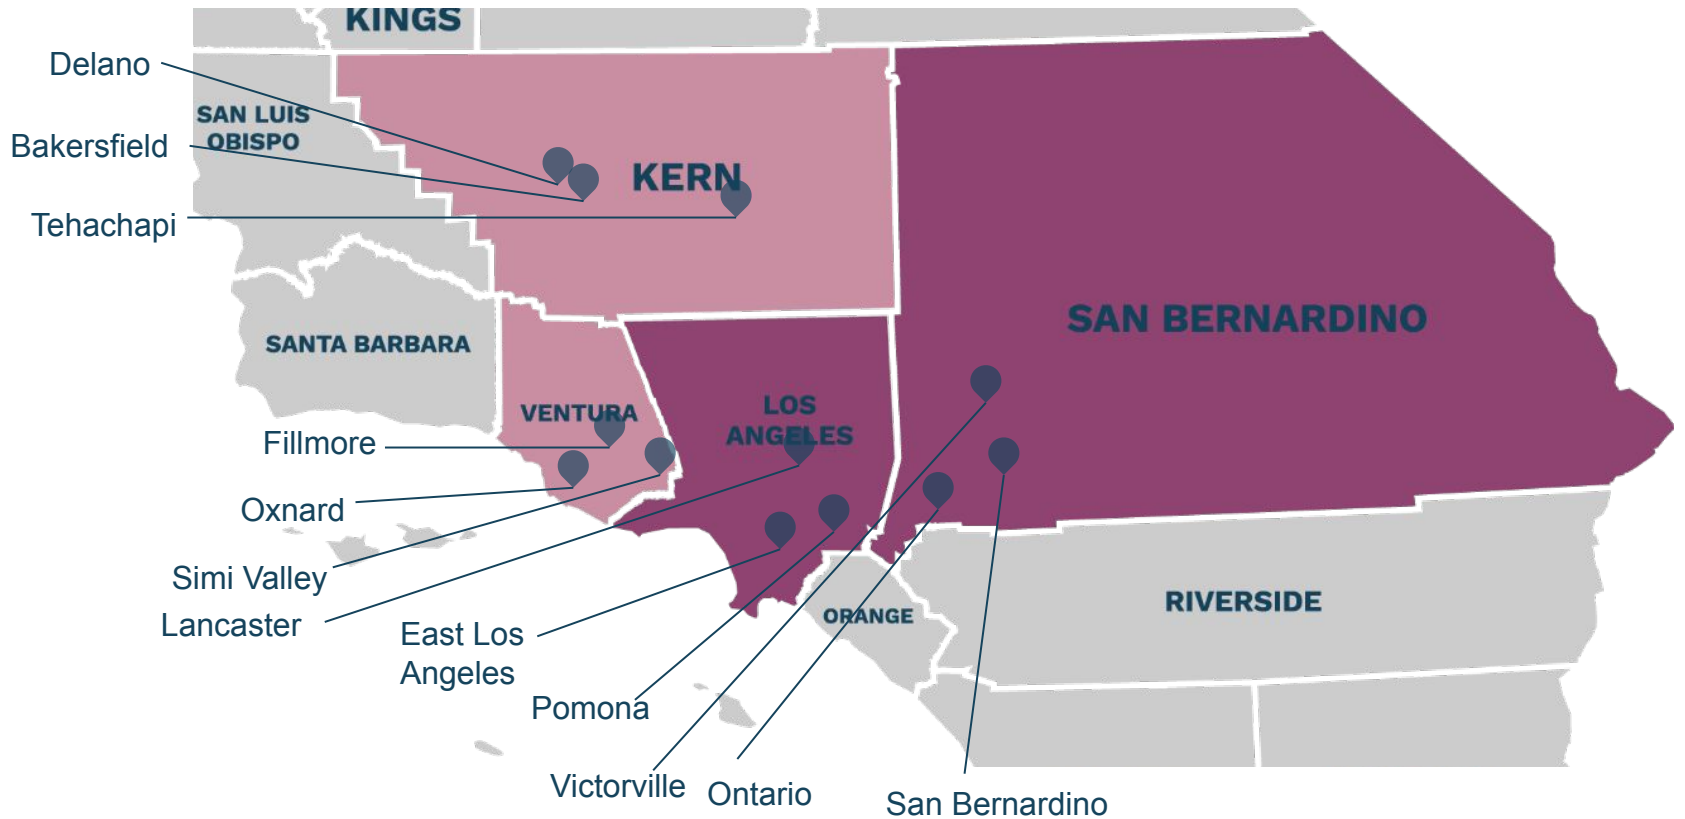 KINGS
Delano
SAN LUIS
OBISPO
Bakersfield
KERN
Tehachapi
SAN BERNARDINO
SANTA BARBARA
VENTURA
LOS
ANGELES
Fillmore
Oxnard
Simi Valley
Lancaster
East Los
Angeles
ORANGE
RIVERSIDE
Pomona
Victorville
Ontario
San Bernardino